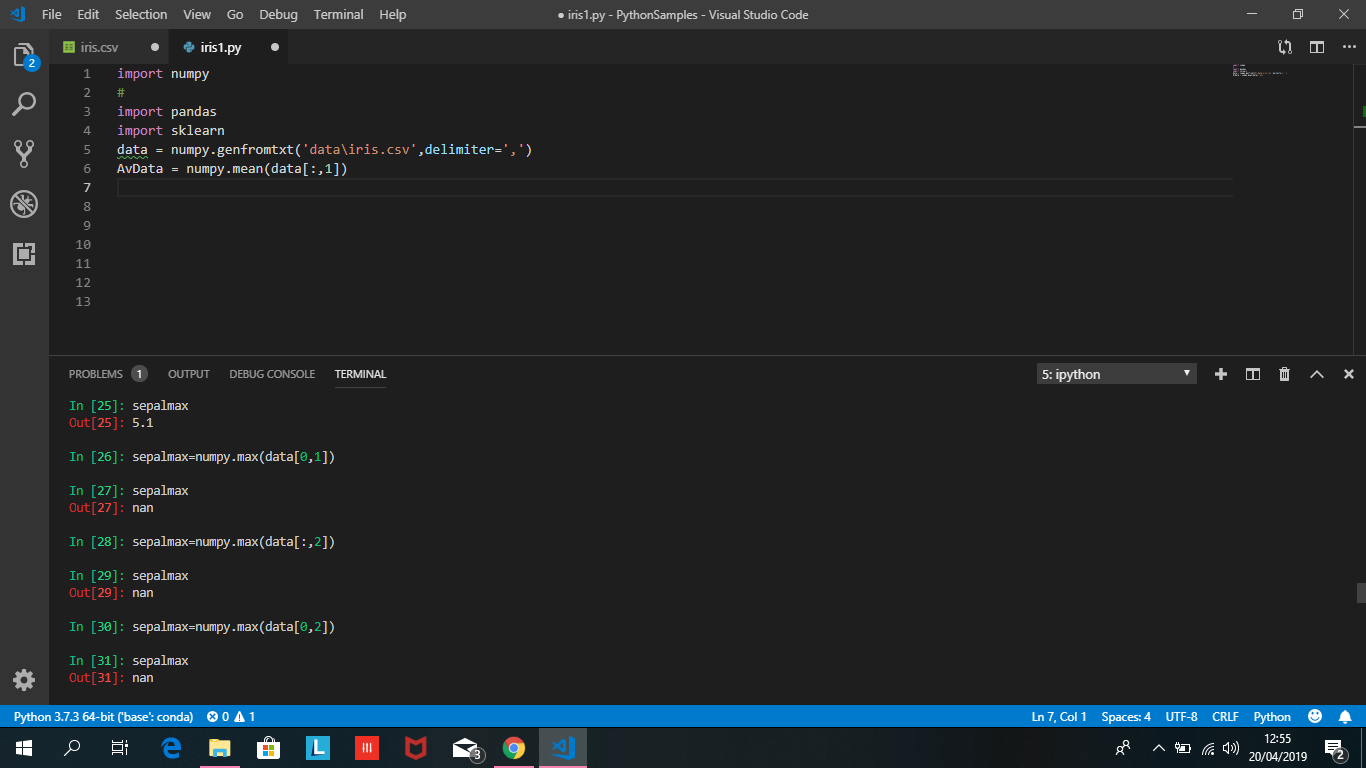 File Edit Selection View Go Debug Terminal Help ● iris1.py - PythonSamples - Visual Studio Code
iris.csv ● iris1.py ●
2
1 import numpy
2 #
3 import pandas
4 import sklearn
5 data = numpy.genfromtxt('data\iris.csv',delimiter=',')
6 AvData = numpy.mean(data[:,1])
7
8
9
10
11
12
13
PROBLEMS 1 OUTPUT DEBUG CONSOLE TERMINAL 5: ipython
In [25]: sepalmax
Out[25]: 5.1
In [26]: sepalmax=numpy.max(data[0,1])
In [27]: sepalmax
Out[27]: nan
In [28]: sepalmax=numpy.max(data[:,2])
In [29]: sepalmax
Out[29]: nan
In [30]: sepalmax=numpy.max(data[0,2])
In [31]: sepalmax
Out[31]: nan
Python 3.7.3 64-bit ('base': conda) 0 1 Ln 7, Col 1 Spaces: 4 UTF-8 CRLF Python
L 3 12:55
20/04/2019 2